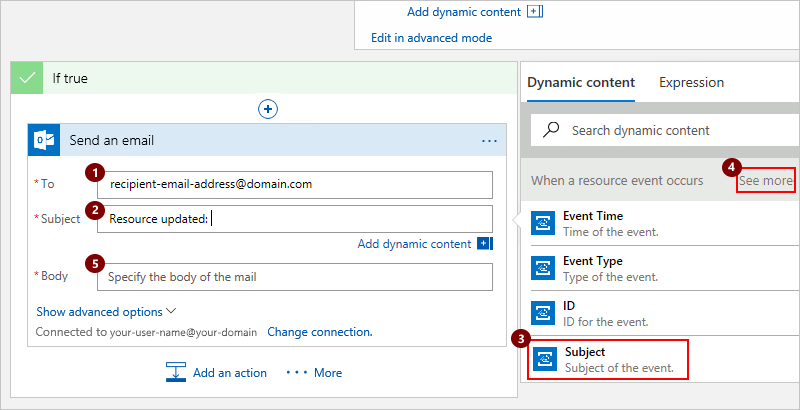 Add dynamic content
Edit in advanced mode
If true
Send an email
...
1
* To
recipient-email-address@domain.com
2
* Subject
Resource updated:
Add dynamic content
5
* Body
Specify the body of the mail
Show advanced options
Connected to your-user-name@your-domain Change connection.
Add an action
... More
Dynamic content Expression
Search dynamic content
4
When a resource event occurs See more
Event Time
Time of the event.
Event Type
Type of the event.
ID
ID for the event.
3
Subject
Subject of the event.